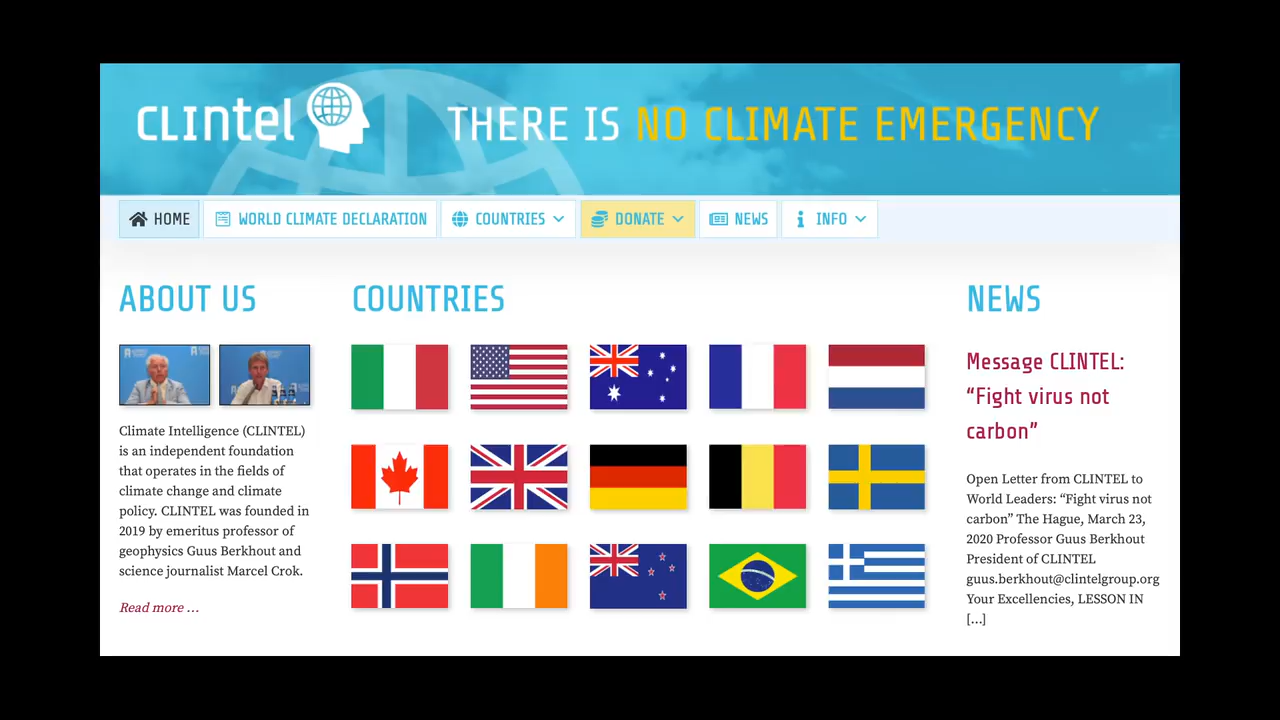 CLINTEL
THERE IS NO CLIMATE EMERGENCY
HOME
WORLD CLIMATE DECLARATION
COUNTRIES
DONATE
NEWS
INFO
ABOUT US
Climate Intelligence (CLINTEL)
is an independent foundation
that operates in the fields of
climate change and climate
policy. CLINTEL was founded in
2019 by emeritus professor of
geophysics Guus Berkhout and
science journalist Marcel Crok.
Read more …
COUNTRIES
NEWS
Message CLINTEL:
“Fight virus not
carbon”
Open Letter from CLINTEL to
World Leaders: “Fight virus not
carbon” The Hague, March 23,
2020 Professor Guus Berkhout
President of CLINTEL
guus.berkhout@clintelgroup.org
Your Excellencies, LESSON IN
[…]